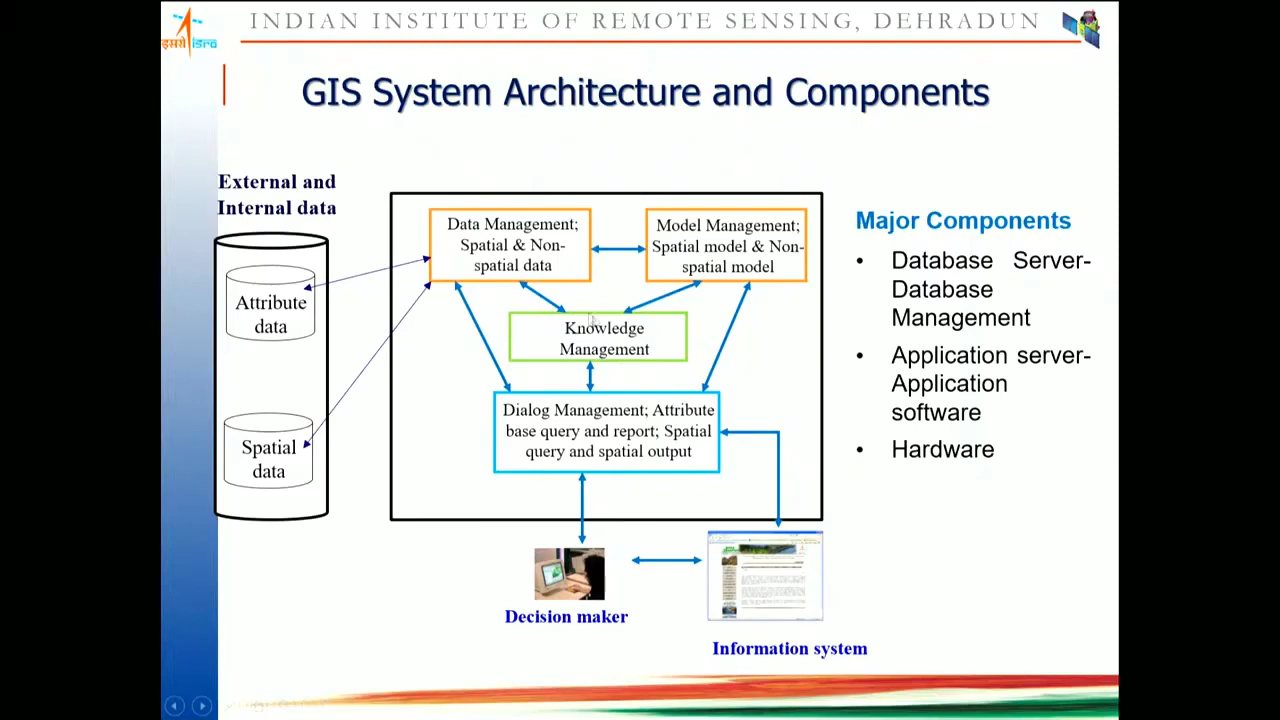 INDIAN INSTITUTE OF REMOTE SENSING, DEHRADUN
इसरो isro
GIS System Architecture and Components
External and
Internal data
Attribute
data
Spatial
data
Data Management;
Spatial & Non-
spatial data
Model Management;
Spatial model & Non-
spatial model
Knowledge
Management
Dialog Management; Attribute
base query and report; Spatial
query and spatial output
Decision maker
Information system
Major Components
• Database Server-
Database
Management
• Application server-
Application
software
• Hardware